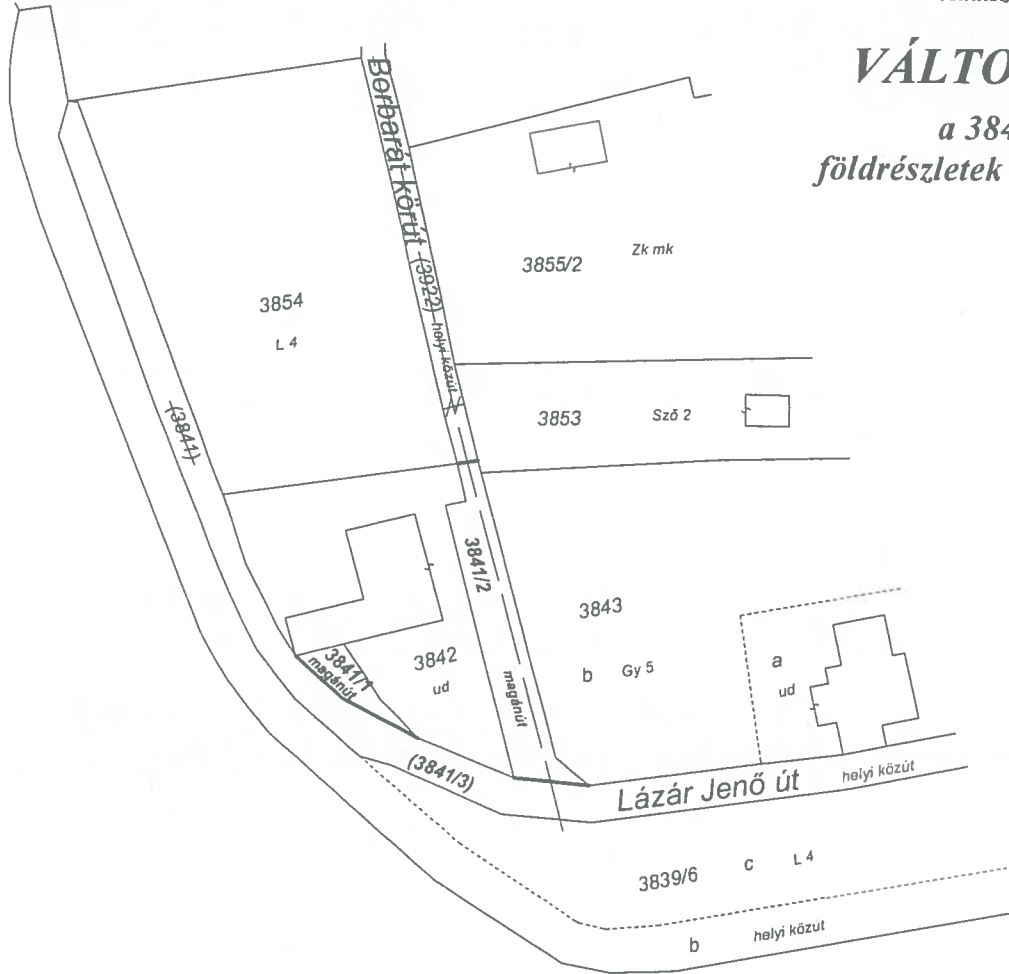 VÁLTO
a 384
földrészletek
Borbarát körút (3922) helyi közút
3855/2 Zk mk
3854
L 4
3853 Sző 2
(3841)
3841/2
magánút
3843
b Gy 5
a
ud
3841/1
magánút
3842
ud
(3841/3)
Lázár Jenő út helyi közút
3839/6 c L 4
b helyi közút